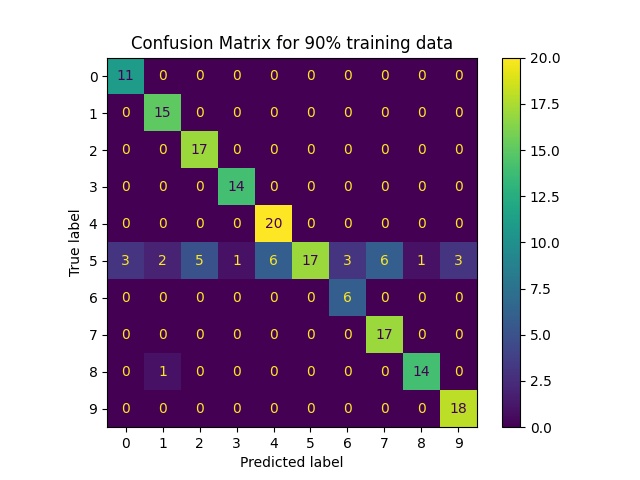 Confusion Matrix for 90% training data
True label
0 11 0 0 0 0 0 0 0 0 0
1 0 15 0 0 0 0 0 0 0 0
2 0 0 17 0 0 0 0 0 0 0
3 0 0 0 14 0 0 0 0 0 0
4 0 0 0 0 20 0 0 0 0 0
5 3 2 5 1 6 17 3 6 1 3
6 0 0 0 0 0 0 6 0 0 0
7 0 0 0 0 0 0 0 17 0 0
8 0 1 0 0 0 0 0 0 14 0
9 0 0 0 0 0 0 0 0 0 18
0 1 2 3 4 5 6 7 8 9
Predicted label
20.0
17.5
15.0
12.5
10.0
7.5
5.0
2.5
0.0